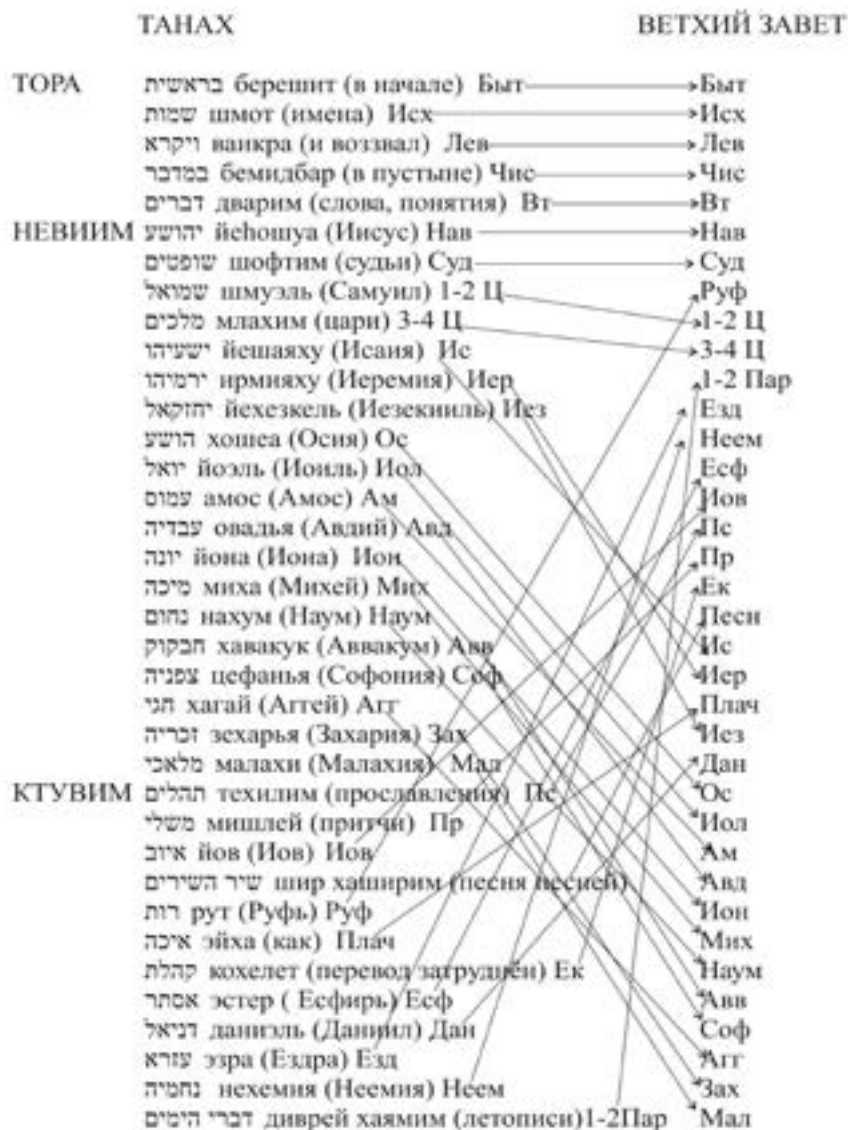 ТАНАХ ВЕТХИЙ ЗАВЕТ
ТОРА בראשית берешит (в начале) Быт Быт
שמות шмот (имена) Исх Исх
ויקרא ваикра (и воззвал) Лев Лев
במדבר бемидбар (в пустыне) Чис Чис
דברים дварим (слова, понятия) Вт Вт
НЕВИИМ יהושע йеhошуа (Иисус) Нав Нав
שופטים шофтим (судьи) Суд Суд
שמואל шмуэль (Самуил) 1-2 Ц Руф
מלכים млахим (цари) 3-4 Ц 1-2 Ц
ישעיהו йешаяху (Исаия) Ис 3-4 Ц
ירמיהו ирмияху (Иеремия) Иер 1-2 Пар
יחזקאל йехезкель (Иезекииль) Иез Езд
הושע хошеа (Осия) Ос Неем
יואל йоэль (Иоиль) Иол Есф
עמוס амос (Амос) Ам Иов
עבדיה овадья (Авдий) Авд Пс
יונה йона (Иона) Ион Пр
מיכה миха (Михей) Мих Ек
נחום нахум (Наум) Наум Песн
חבקוק хавакук (Аввакум) Авв Ис
צפניה цефанья (Софония) Соф Иер
חגי хагай (Аггей) Агг Плач
זכריה зехарья (Захария) Зах Иез
מלאכי малахи (Малахия) Мал Дан
КТУВИМ תהלים техилим (прославления) Пс Ос
משלי мишлей (притчи) Пр Иол
איוב йов (Иов) Иов Ам
שיר השירים шир хаширим (песня песней) Авд
רות рут (Руфь) Руф Ион
איכה эйха (как) Плач Мих
קהלת кохелет (перевод затруднён) Ек Наум
אסתר эстер ( Есфирь) Есф Авв
דניאל даниэль (Даниил) Дан Соф
עזרא эзра (Ездра) Езд Агг
נחמיה нехемия (Неемия) Неем Зах
דברי הימים диврей хаямим (летописи)1-2Пар Мал